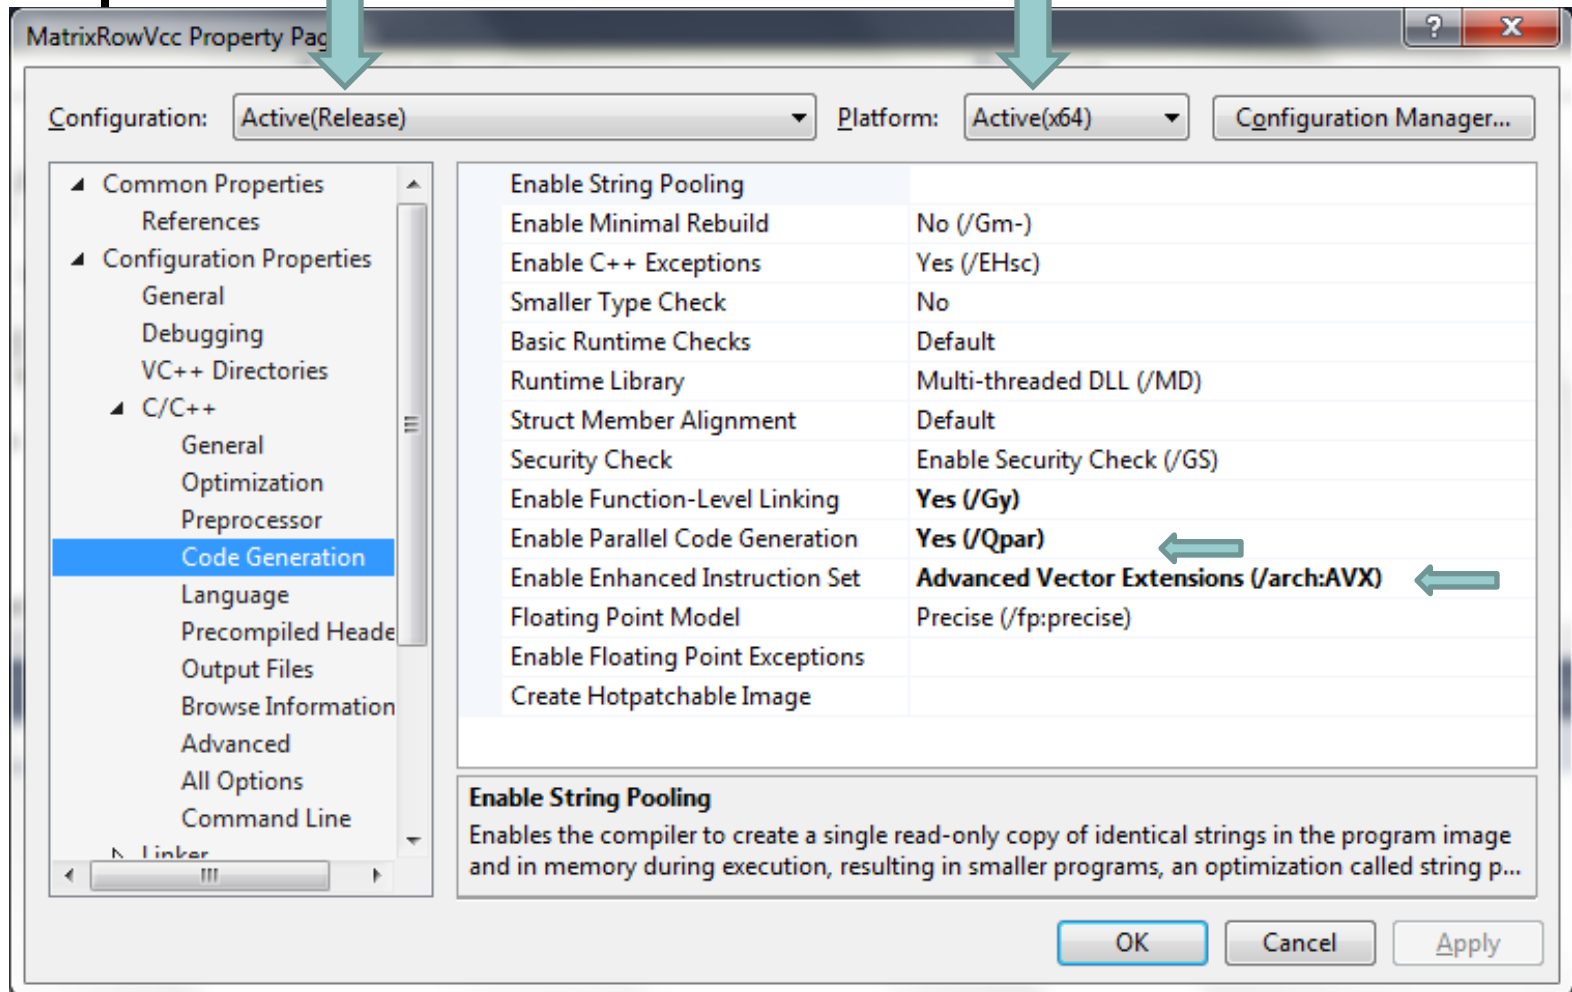 MatrixRowVcc Property Pag
Configuration: Active(Release) Platform: Active(x64) Configuration Manager...
Common Properties
References
Configuration Properties
General
Debugging
VC++ Directories
C/C++
General
Optimization
Preprocessor
Code Generation
Language
Precompiled Heade
Output Files
Browse Information
Advanced
All Options
Command Line
Linker
Enable String Pooling
Enable Minimal Rebuild No (/Gm-)
Enable C++ Exceptions Yes (/EHsc)
Smaller Type Check No
Basic Runtime Checks Default
Runtime Library Multi-threaded DLL (/MD)
Struct Member Alignment Default
Security Check Enable Security Check (/GS)
Enable Function-Level Linking Yes (/Gy)
Enable Parallel Code Generation Yes (/Qpar)
Enable Enhanced Instruction Set Advanced Vector Extensions (/arch:AVX)
Floating Point Model Precise (/fp:precise)
Enable Floating Point Exceptions
Create Hotpatchable Image
Enable String Pooling
Enables the compiler to create a single read-only copy of identical strings in the program image
and in memory during execution, resulting in smaller programs, an optimization called string p...
OK Cancel Apply